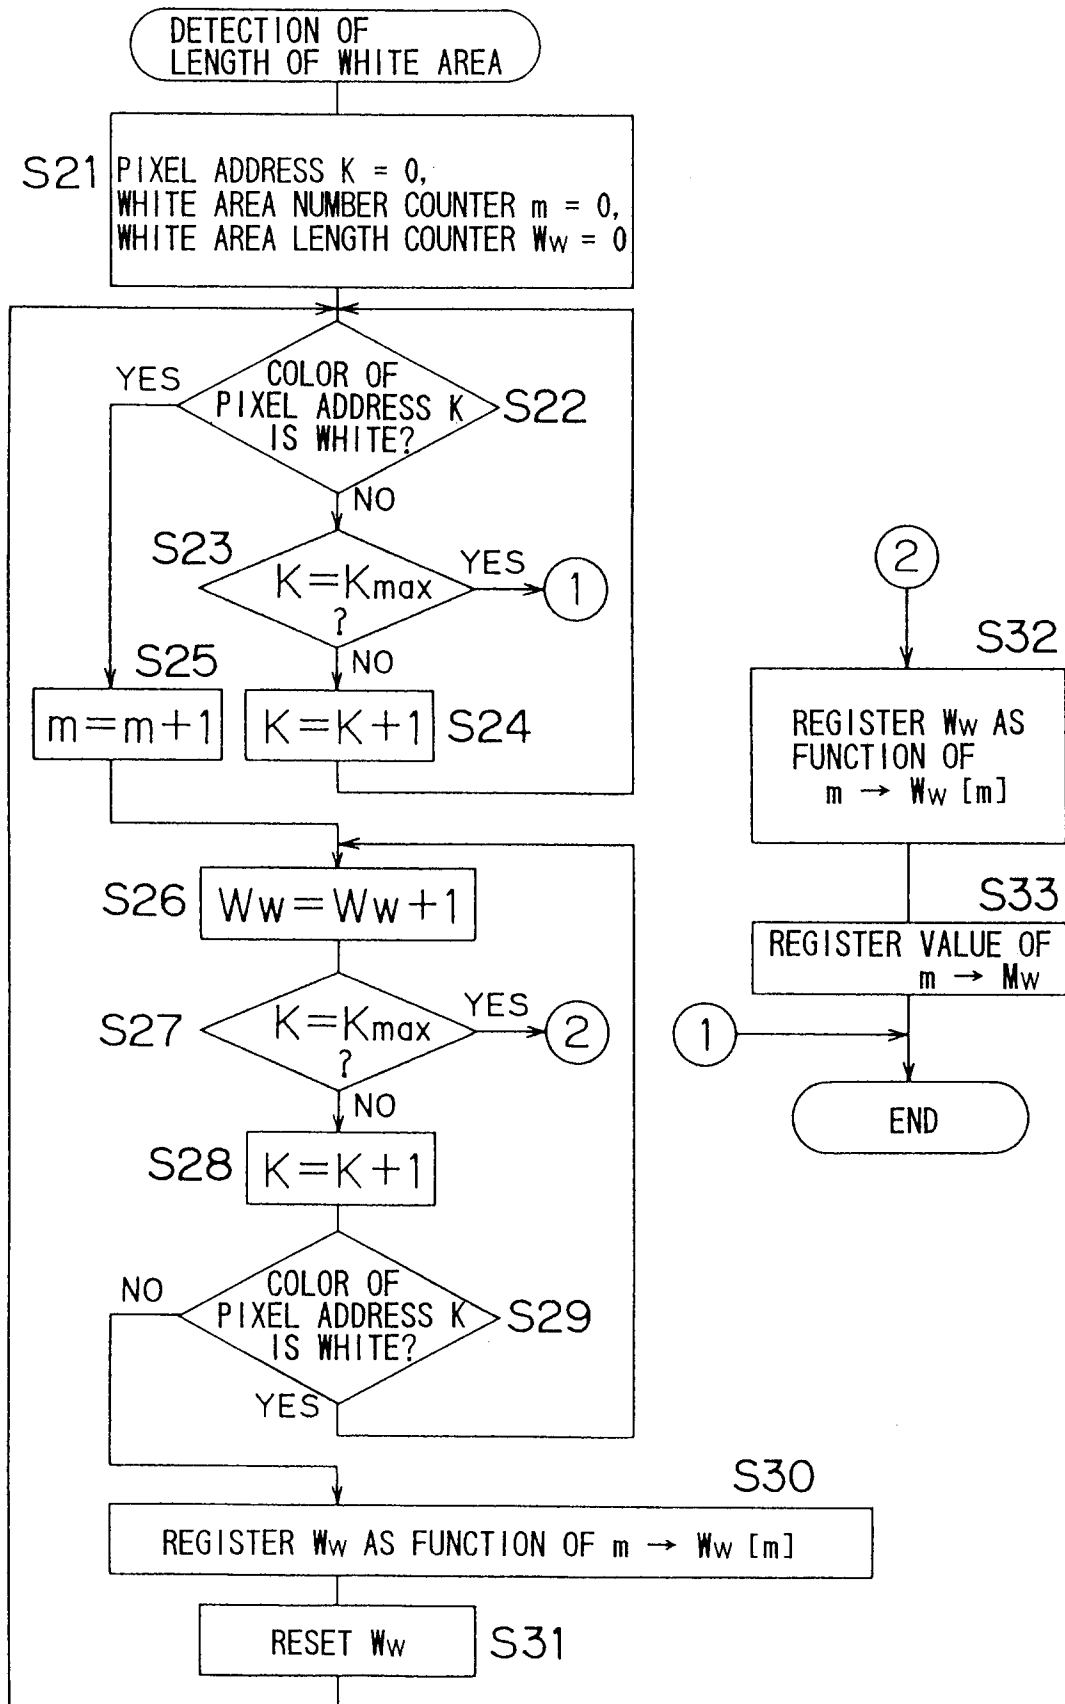 DETECTION OF
LENGTH OF WHITE AREA
S21
PIXEL ADDRESS K = 0,
WHITE AREA NUMBER COUNTER m = 0,
WHITE AREA LENGTH COUNTER Ww = 0
YES
COLOR OF
PIXEL ADDRESS K
IS WHITE?
S22
NO
S23
K=Kmax
?
YES
1
NO
S25
m=m+1
K=K+1
S24
S26
Ww=Ww+1
S27
K=Kmax
?
YES
2
NO
S28
K=K+1
NO
COLOR OF
PIXEL ADDRESS K
IS WHITE?
S29
YES
S30
REGISTER Ww AS FUNCTION OF m → Ww [m]
RESET Ww
S31
2
S32
REGISTER Ww AS
FUNCTION OF
m → Ww [m]
S33
REGISTER VALUE OF
m → Mw
1
END